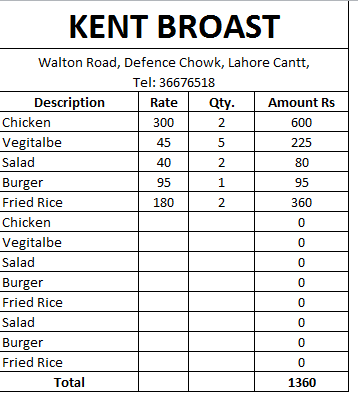 KENT BROAST
Walton Road, Defence Chowk, Lahore Cantt,
Tel: 36676518
Description Rate Qty. Amount Rs
Chicken 300 2 600
Vegitalbe 45 5 225
Salad 40 2 80
Burger 95 1 95
Fried Rice 180 2 360
Chicken 0
Vegitalbe 0
Salad 0
Burger 0
Fried Rice 0
Salad 0
Burger 0
Fried Rice 0
Total 1360